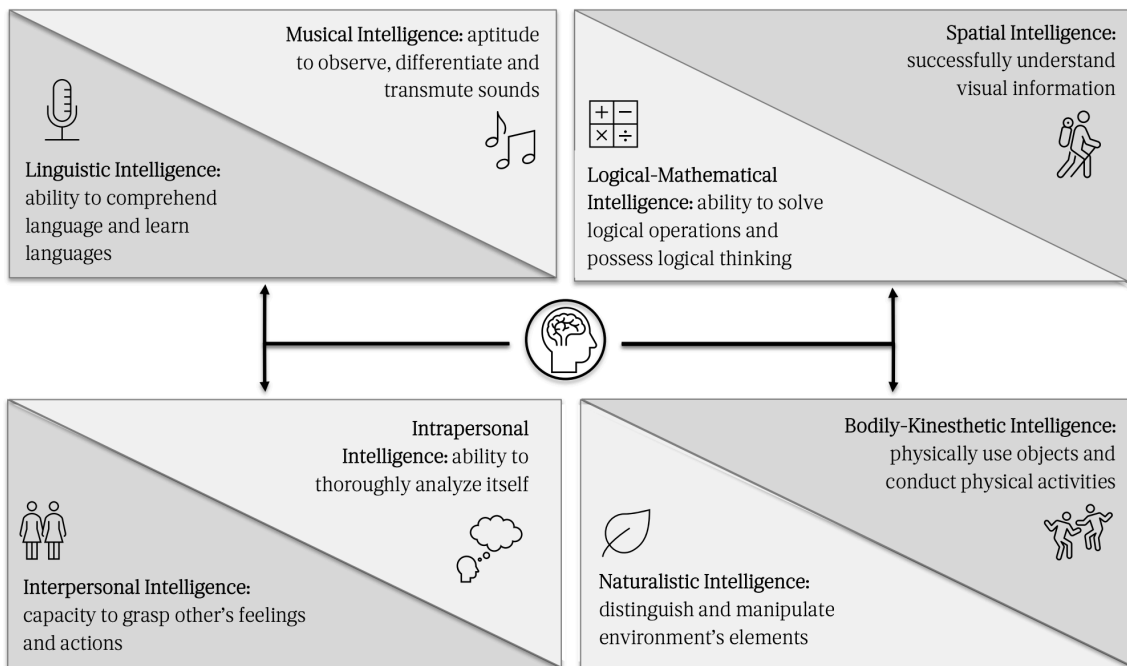 Musical Intelligence: aptitude
to observe, differentiate and
transmute sounds
Linguistic Intelligence:
ability to comprehend
language and learn
languages
Spatial Intelligence:
successfully understand
visual information
Logical-Mathematical
Intelligence: ability to solve
logical operations and
possess logical thinking
Intrapersonal
Intelligence: ability to
thoroughly analyze itself
Interpersonal Intelligence:
capacity to grasp other's feelings
and actions
Bodily-Kinesthetic Intelligence:
physically use objects and
conduct physical activities
Naturalistic Intelligence:
distinguish and manipulate
environment's elements